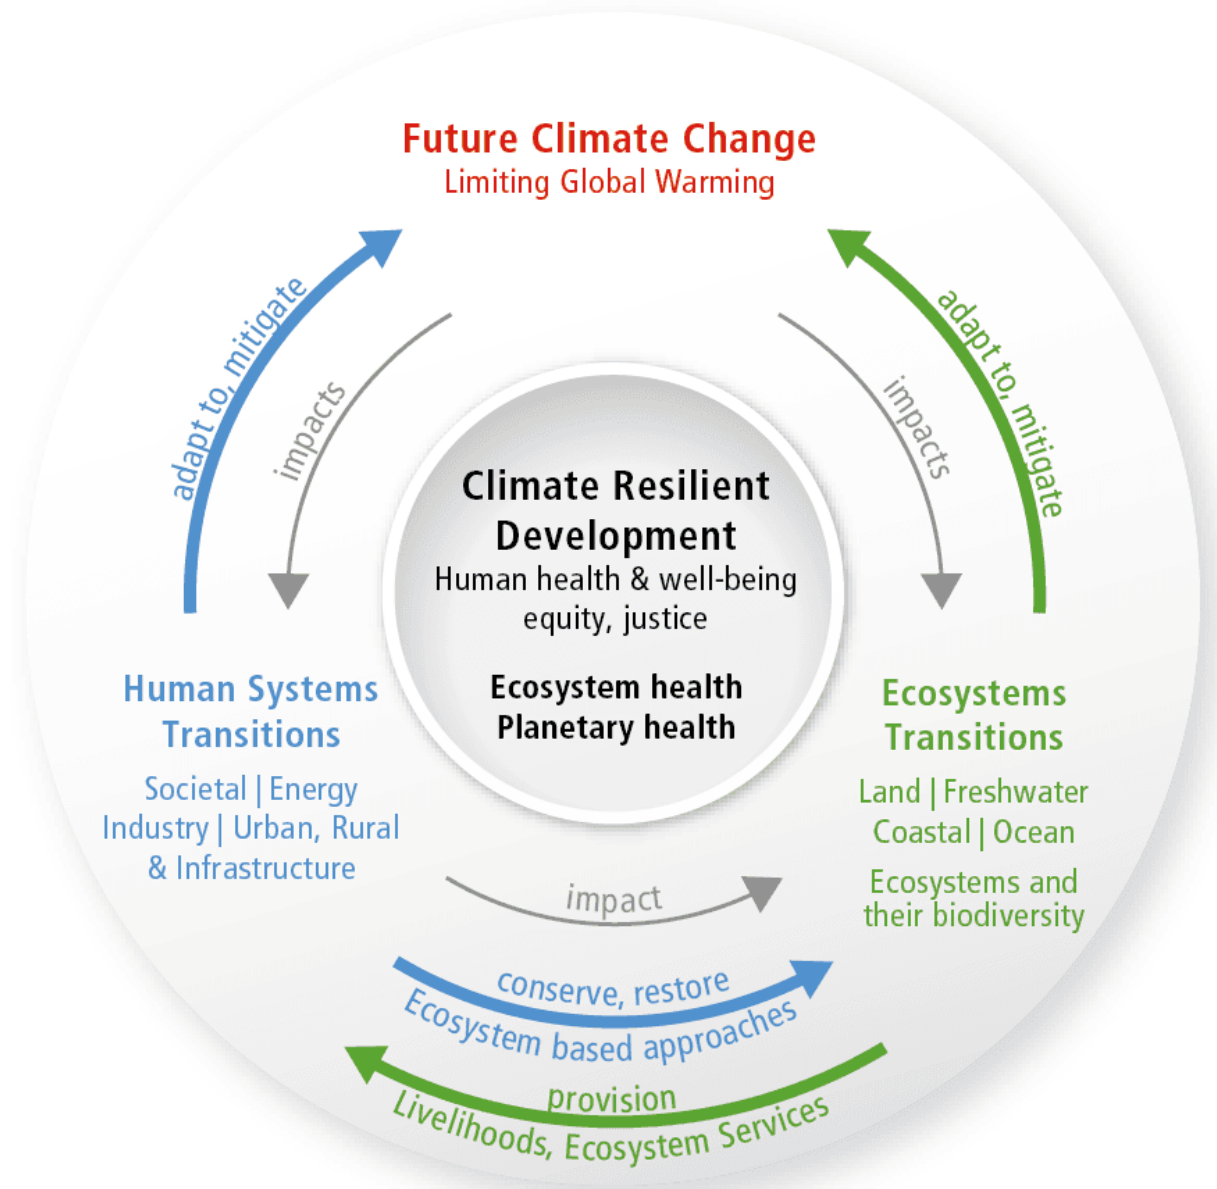 Future Climate Change
Limiting Global Warming
adapt to, mitigate
impacts
impacts
adapt to, mitigate
Climate Resilient
Development
Human health & well-being
equity, justice
Ecosystem health
Planetary health
Human Systems
Transitions
Societal | Energy
Industry | Urban, Rural
& Infrastructure
Ecosystems
Transitions
Land | Freshwater
Coastal | Ocean
Ecosystems and
their biodiversity
impact
conserve, restore
Ecosystem based approaches
provision
Livelihoods, Ecosystem Services